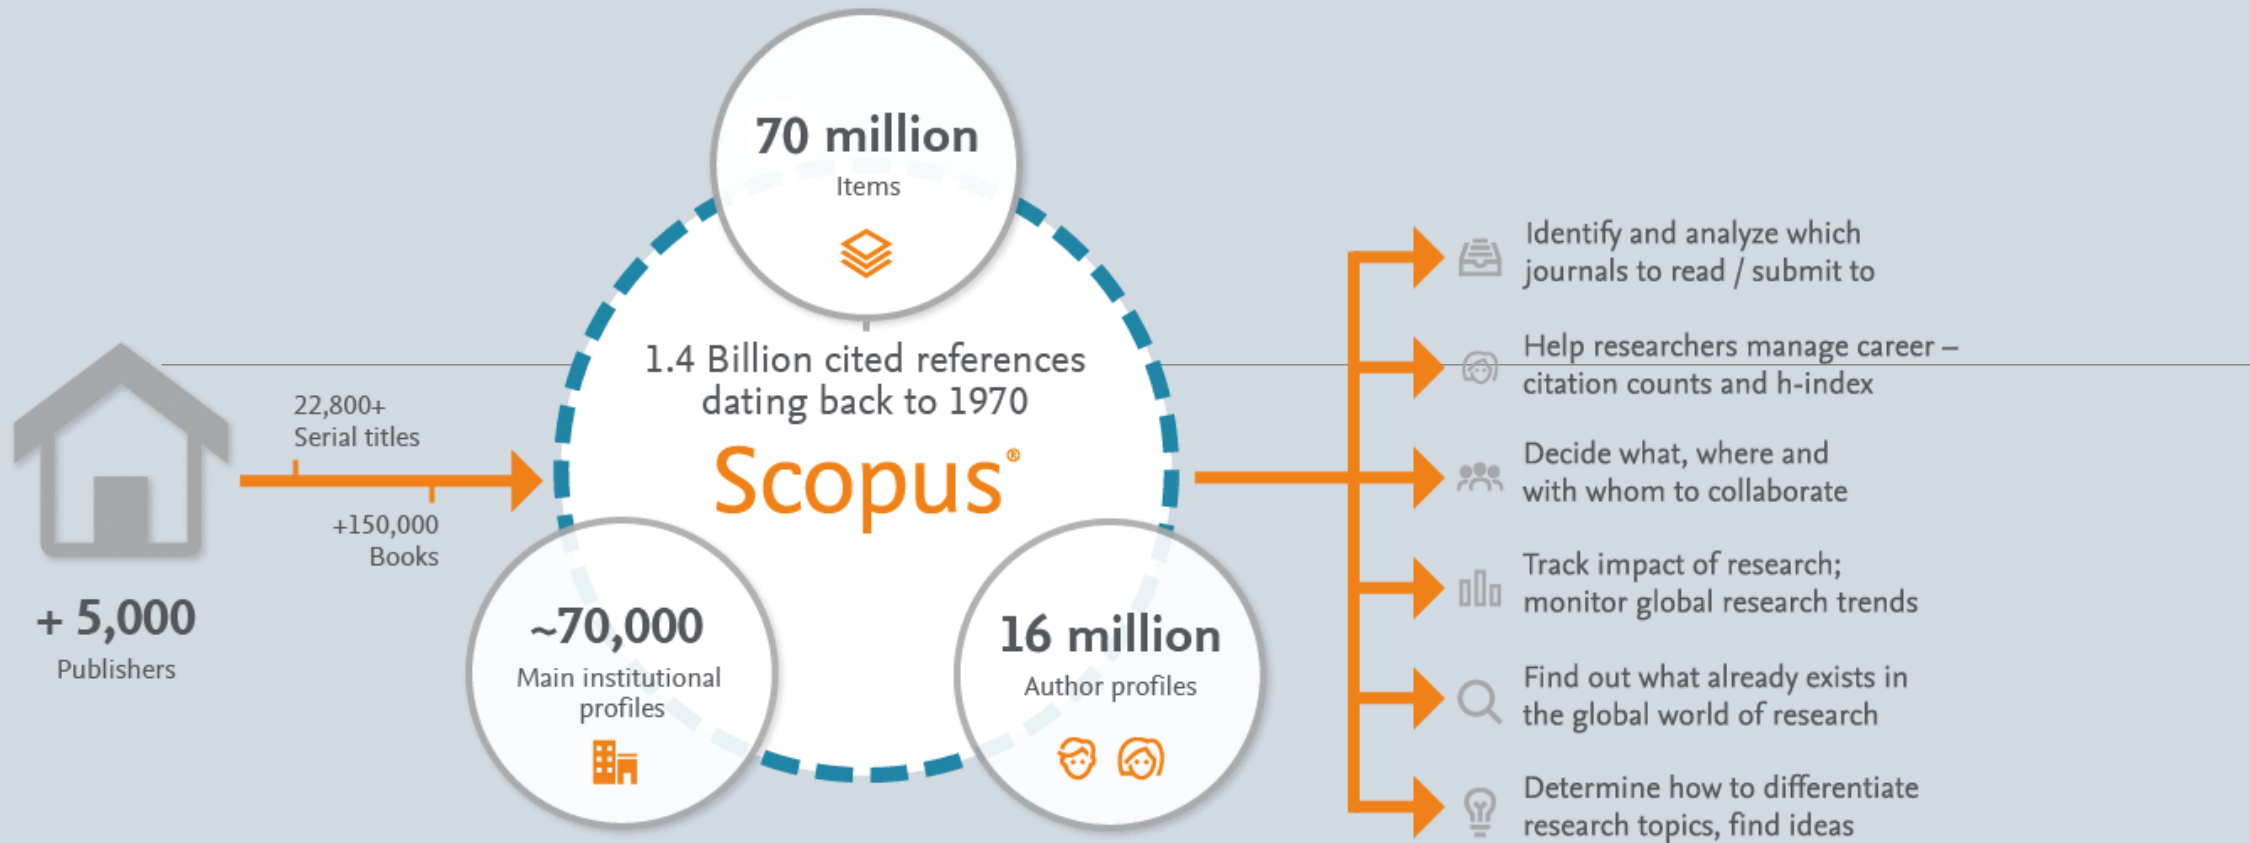 70 million
Items
1.4 Billion cited references
dating back to 1970
Scopus®
22,800+
Serial titles
+150,000
Books
+ 5,000
Publishers
~70,000
Main institutional
profiles
16 million
Author profiles
Identify and analyze which
journals to read / submit to
Help researchers manage career –
citation counts and h-index
Decide what, where and
with whom to collaborate
Track impact of research;
monitor global research trends
Find out what already exists in
the global world of research
Determine how to differentiate
research topics, find ideas